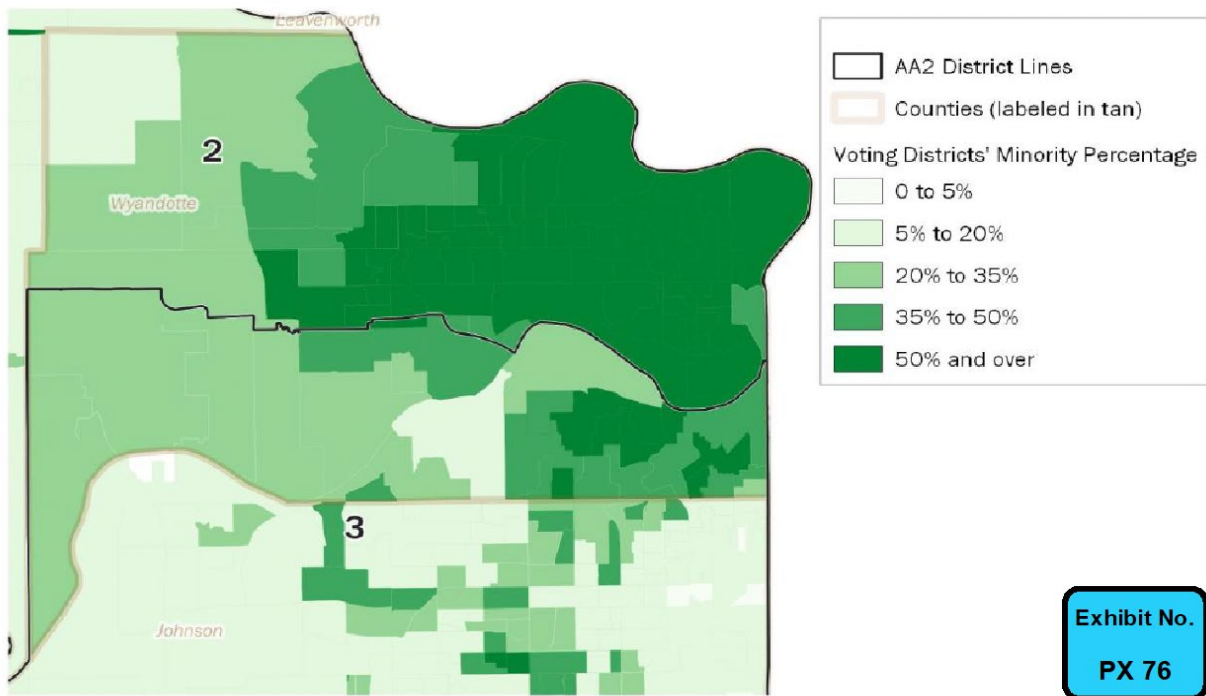 Leavenworth
2
Wyandotte
3
Johnson
AA2 District Lines
Counties (labeled in tan)
Voting Districts' Minority Percentage
0 to 5%
5% to 20%
20% to 35%
35% to 50%
50% and over
Exhibit No.
PX 76